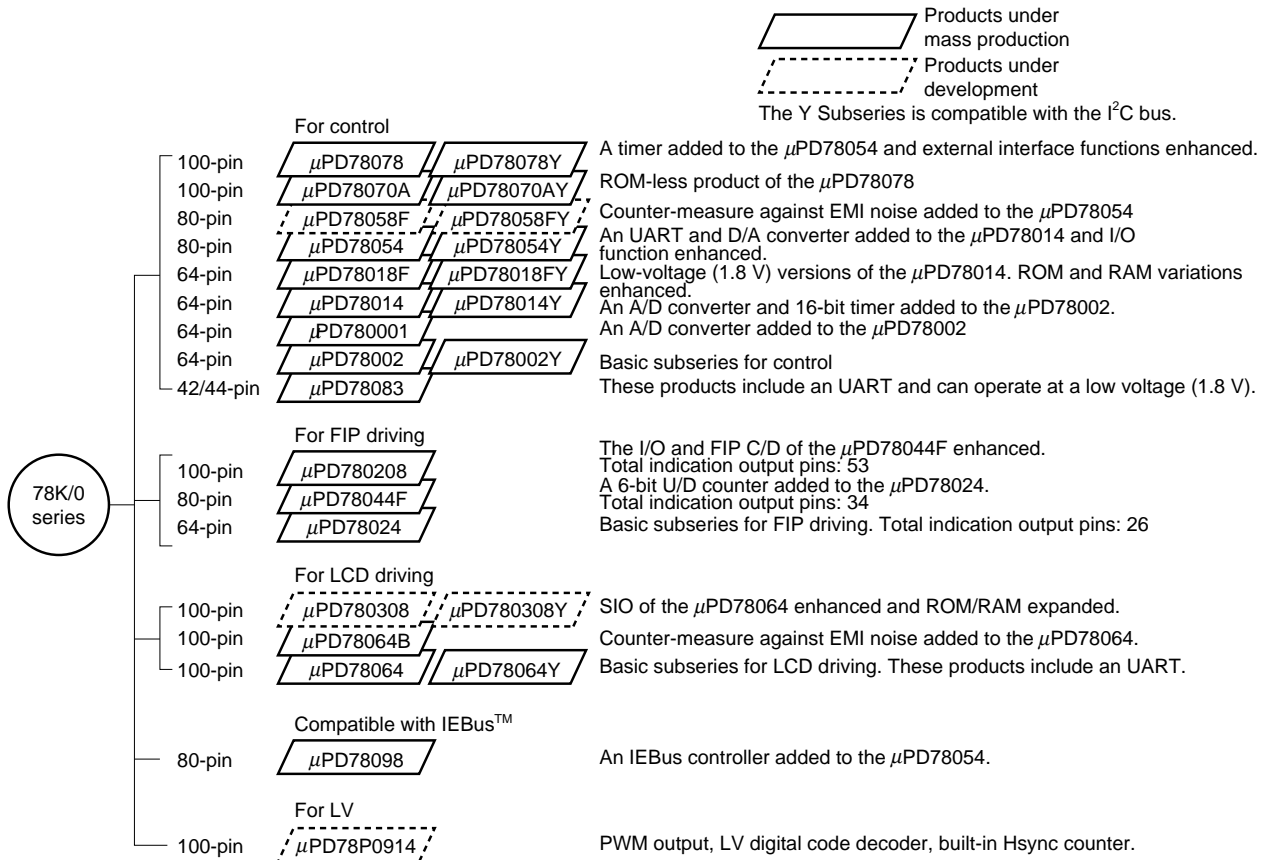 Products under
mass production
Products under
development
The Y Subseries is compatible with the I²C bus.
For control
100-pin μPD78078 μPD78078Y A timer added to the μPD78054 and external interface functions enhanced.
100-pin μPD78070A μPD78070AY ROM-less product of the μPD78078
80-pin μPD78058F μPD78058FY Counter-measure against EMI noise added to the μPD78054
80-pin μPD78054 μPD78054Y An UART and D/A converter added to the μPD78014 and I/O
function enhanced.
64-pin μPD78018F μPD78018FY Low-voltage (1.8 V) versions of the μPD78014. ROM and RAM variations
enhanced.
64-pin μPD78014 μPD78014Y An A/D converter and 16-bit timer added to the μPD78002.
64-pin μPD780001 An A/D converter added to the μPD78002
64-pin μPD78002 μPD78002Y Basic subseries for control
42/44-pin μPD78083 These products include an UART and can operate at a low voltage (1.8 V).
78K/0
series
For FIP driving
100-pin μPD780208 The I/O and FIP C/D of the μPD78044F enhanced.
Total indication output pins: 53
80-pin μPD78044F A 6-bit U/D counter added to the μPD78024.
Total indication output pins: 34
64-pin μPD78024 Basic subseries for FIP driving. Total indication output pins: 26
For LCD driving
100-pin μPD780308 μPD780308Y SIO of the μPD78064 enhanced and ROM/RAM expanded.
100-pin μPD78064B Counter-measure against EMI noise added to the μPD78064.
100-pin μPD78064 μPD78064Y Basic subseries for LCD driving. These products include an UART.
Compatible with IEBus™
80-pin μPD78098 An IEBus controller added to the μPD78054.
For LV
100-pin μPD78P0914 PWM output, LV digital code decoder, built-in Hsync counter.